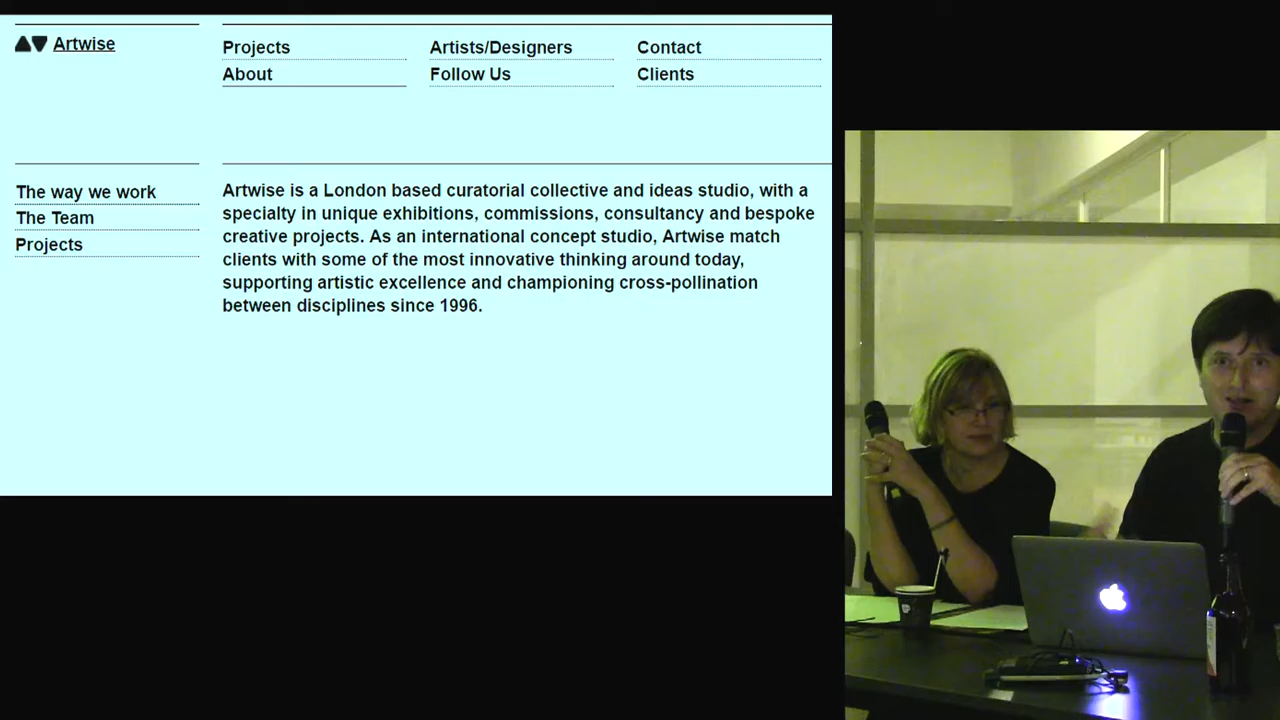 Artwise
Projects
Artists/Designers
Contact
About
Follow Us
Clients
The way we work
The Team
Projects
Artwise is a London based curatorial collective and ideas studio, with a
specialty in unique exhibitions, commissions, consultancy and bespoke
creative projects. As an international concept studio, Artwise match
clients with some of the most innovative thinking around today,
supporting artistic excellence and championing cross-pollination
between disciplines since 1996.